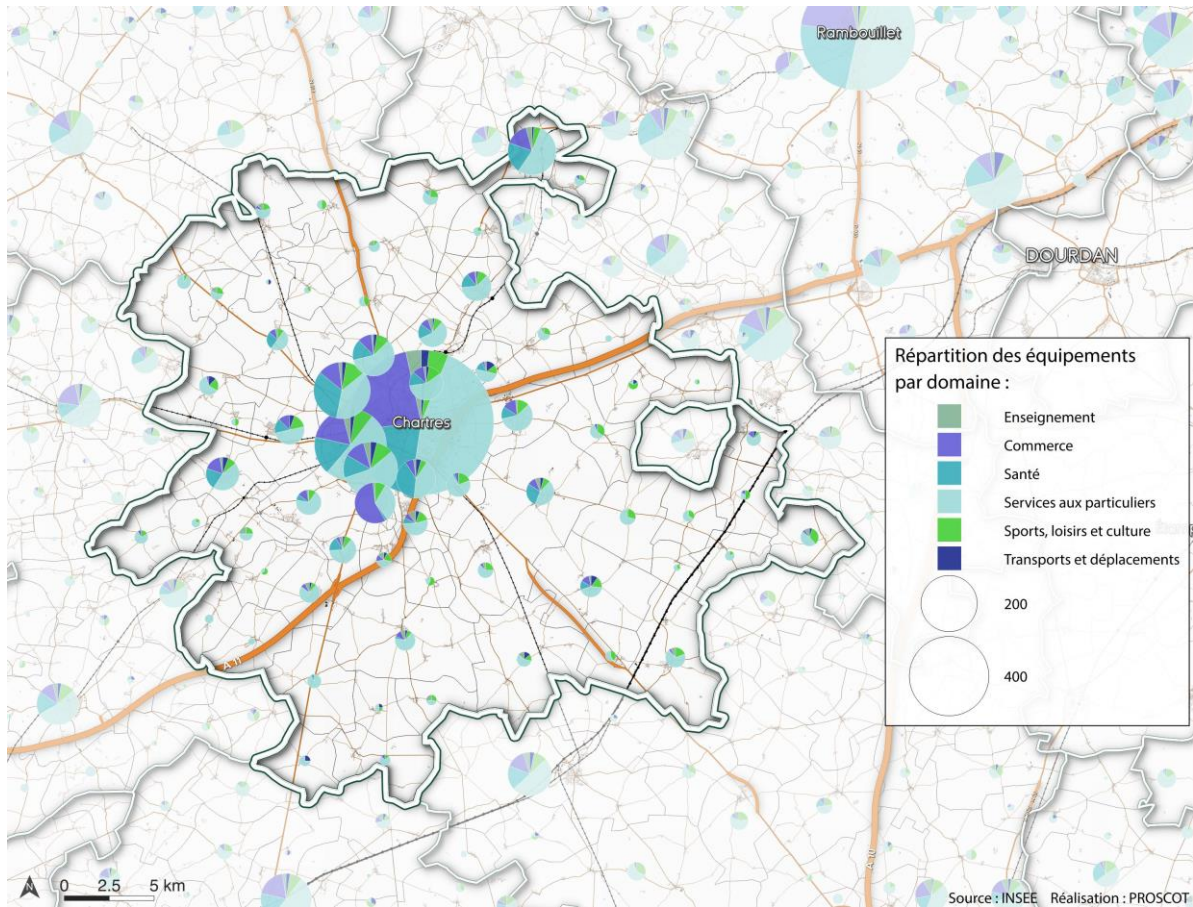 Rambouillet
DOURDAN
Chartres
Répartition des équipements
par domaine :
Enseignement
Commerce
Santé
Services aux particuliers
Sports, loisirs et culture
Transports et déplacements
200
400
A 11
N
0 2.5 5 km
Source : INSEE Réalisation : PROSCOT